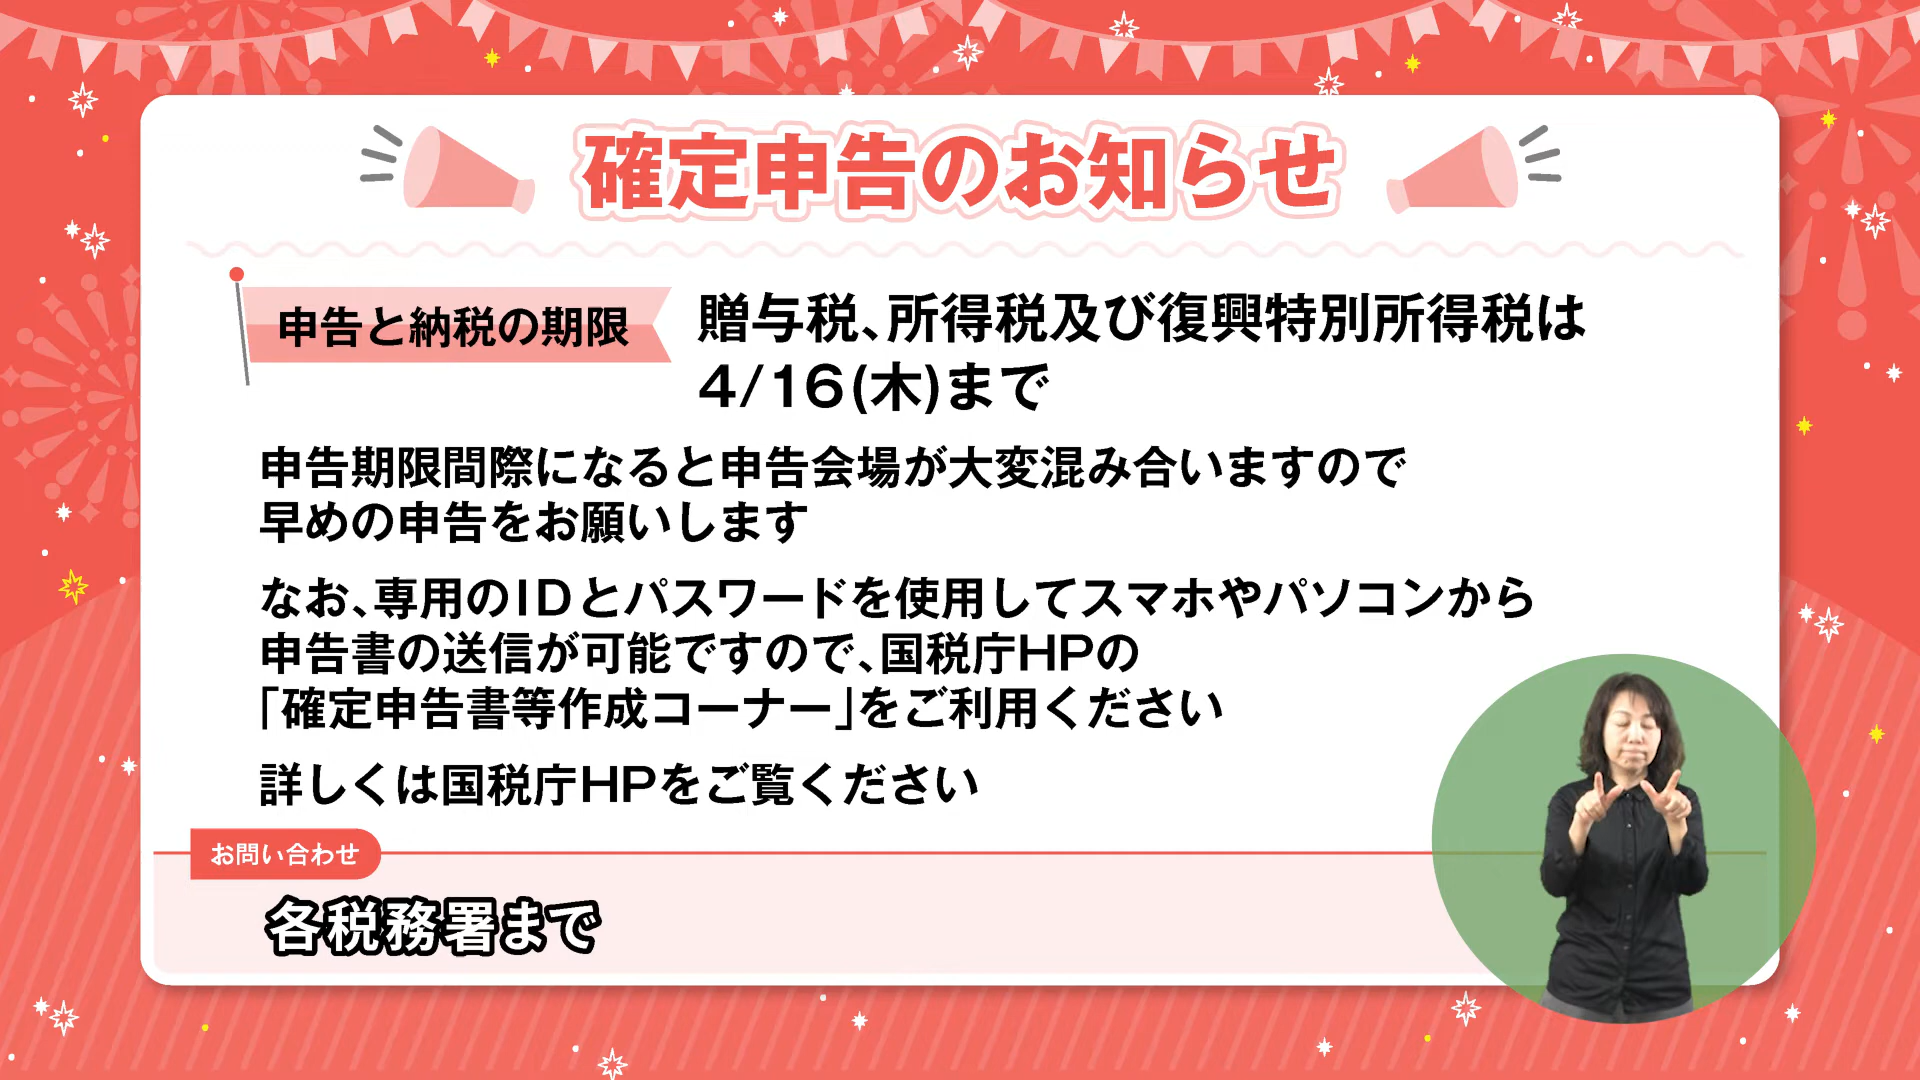 確定申告のお知らせ
申告と納税の期限
贈与税、所得税及び復興特別所得税は
4/16(木)まで
申告期限間際になると申告会場が大変混み合いますので
早めの申告をお願いします
なお、専用のIDとパスワードを使用してスマホやパソコンから
申告書の送信が可能ですので、国税庁HPの
「確定申告書等作成コーナー」をご利用ください
詳しくは国税庁HPをご覧ください
お問い合わせ
各税務署まで